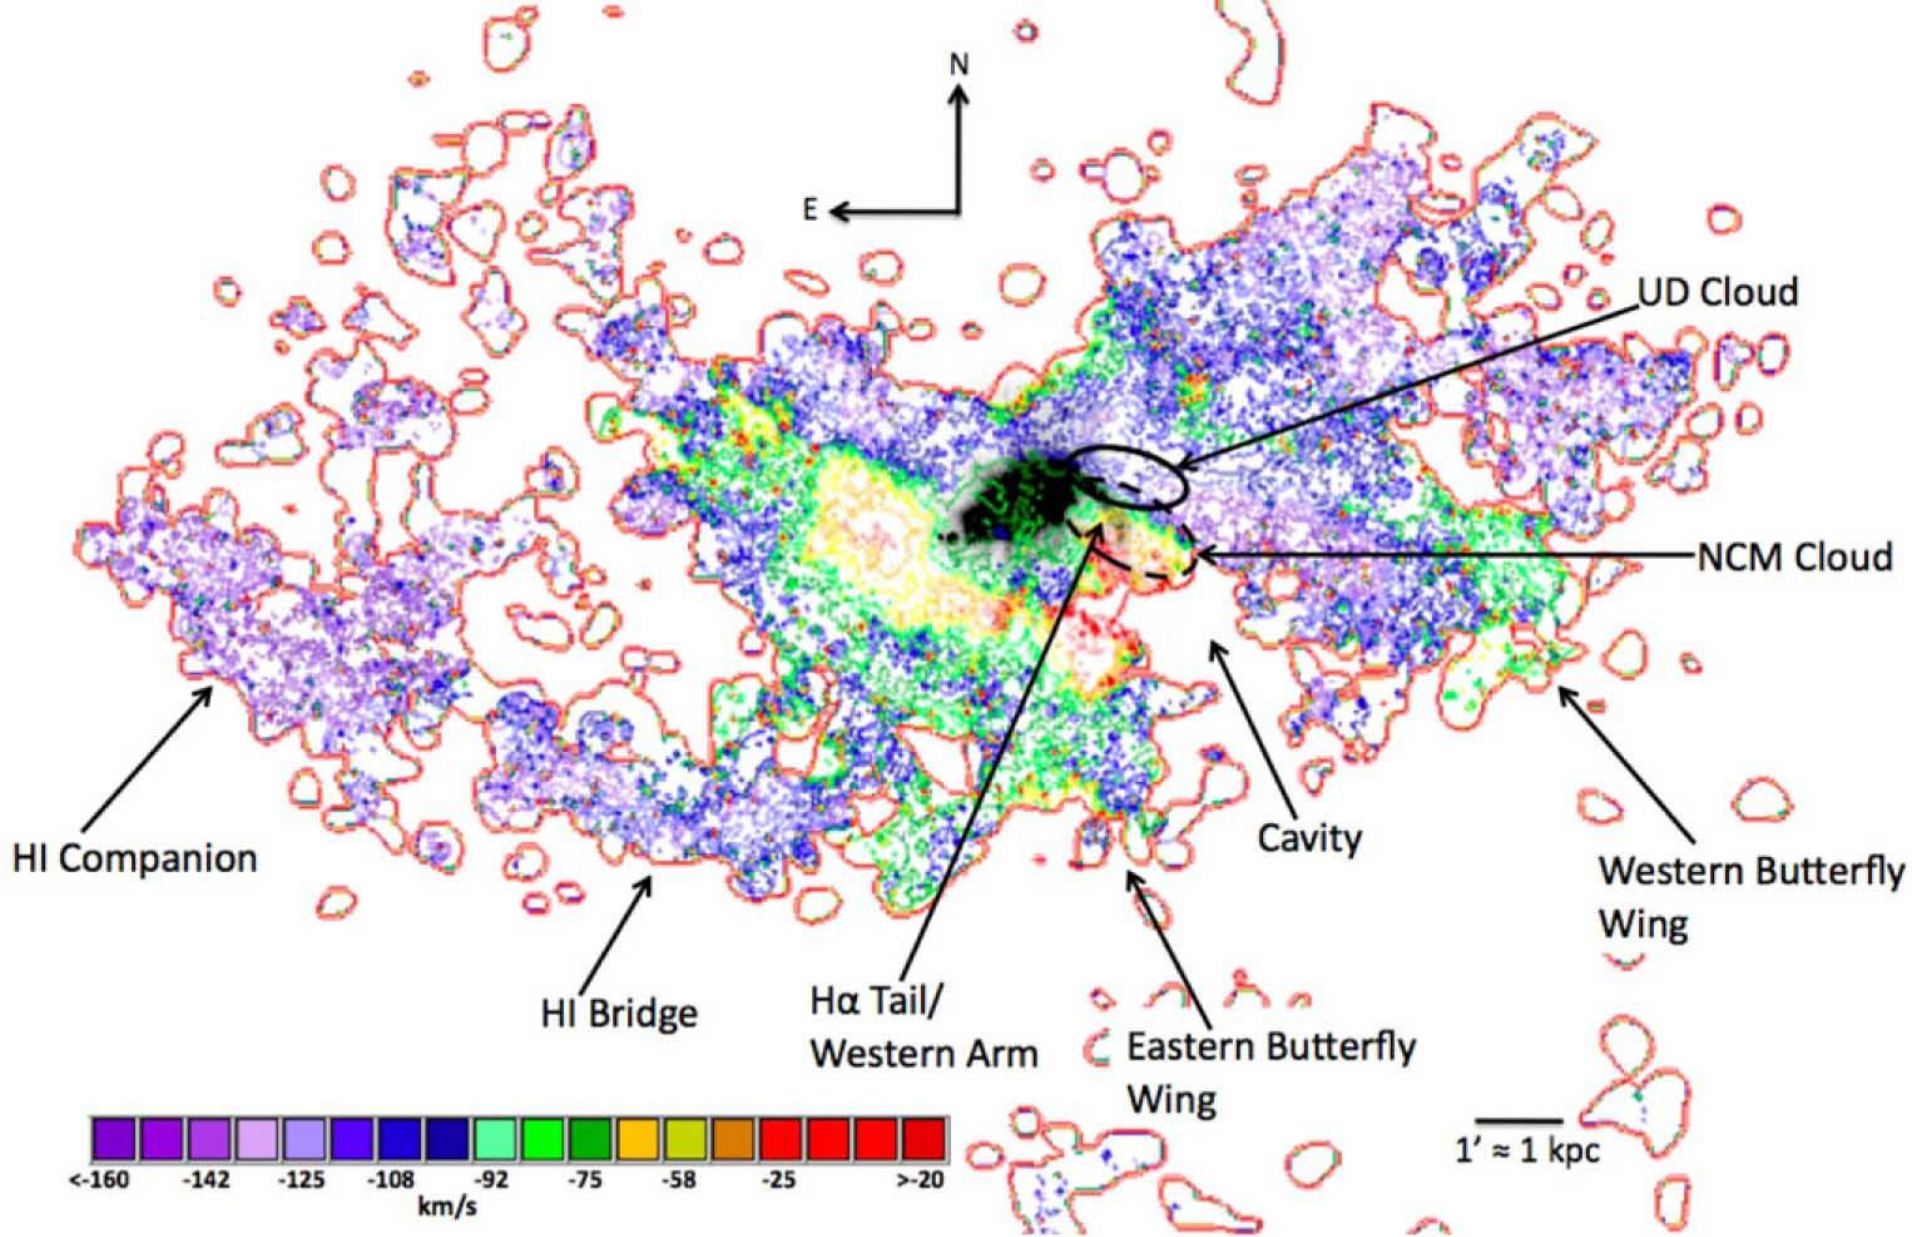 N
E
UD Cloud
NCM Cloud
HI Companion
Cavity
Western Butterfly
Wing
HI Bridge
Hα Tail/
Western Arm
Eastern Butterfly
Wing
1’ ≈ 1 kpc
<-160 -142 -125 -108 -92 -75 -58 -25 >-20
km/s